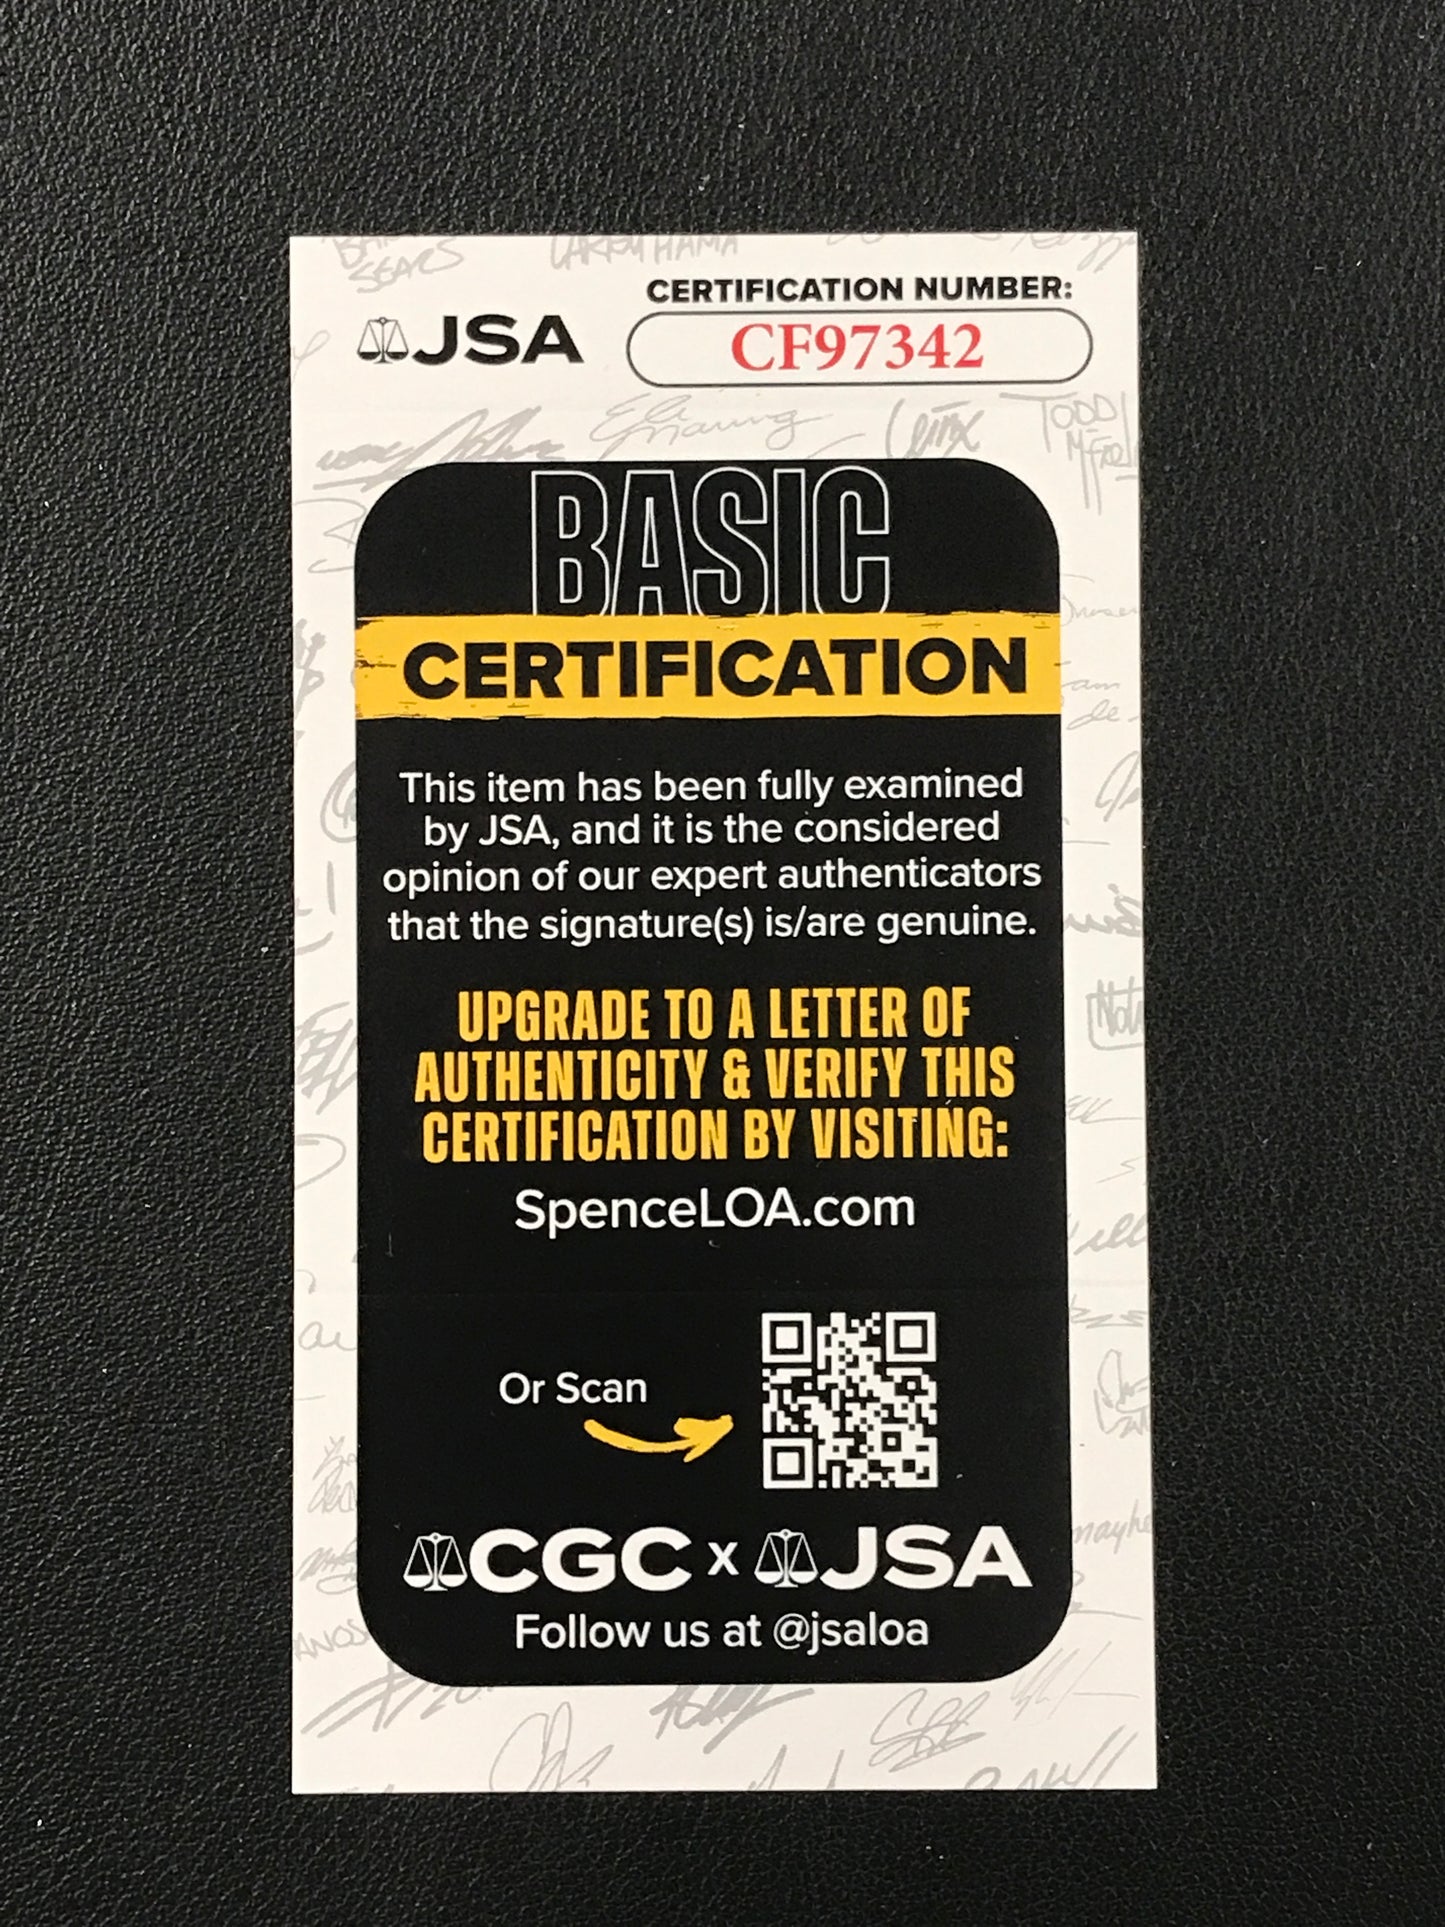 CERTIFICATION NUMBER:
JSA
CF97342
BASIC
CERTIFICATION
This item has been fully examined
by JSA, and it is the considered
opinion of our expert authenticators
that the signature(s) is/are genuine.
UPGRADE TO A LETTER OF
AUTHENTICITY & VERIFY THIS
CERTIFICATION BY VISITING:
SpenceLOA.com
Or Scan
CGC x JSA
Follow us at @jsaloa